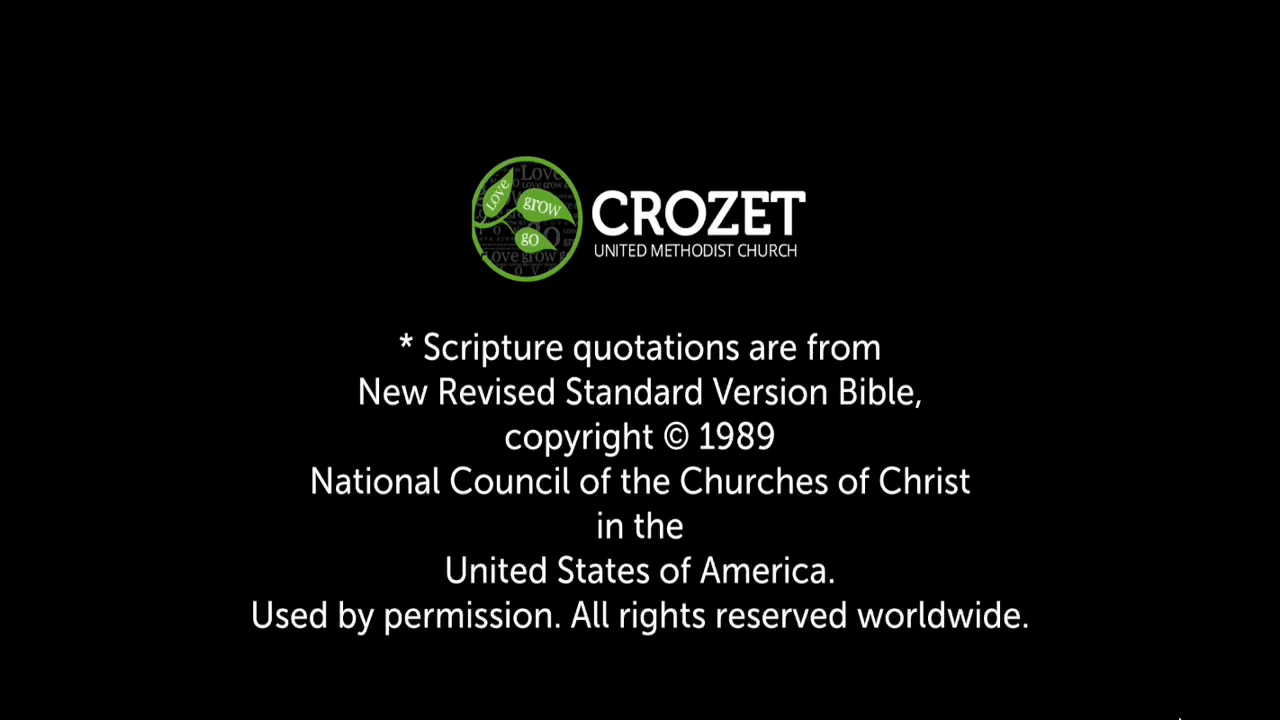 Love
grow
go
CROZET
UNITED METHODIST CHURCH
* Scripture quotations are from
New Revised Standard Version Bible,
copyright © 1989
National Council of the Churches of Christ
in the
United States of America.
Used by permission. All rights reserved worldwide.